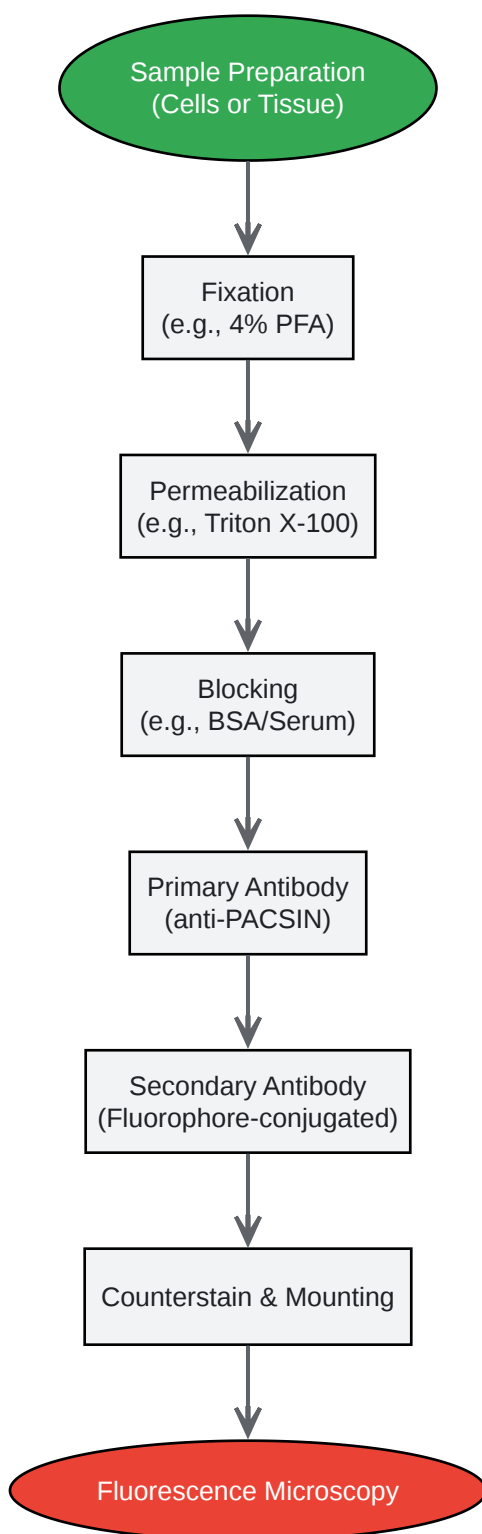 Sample Preparation
(Cells or Tissue)
Fixation
(e.g., 4% PFA)
Permeabilization
(e.g., Triton X-100)
Blocking
(e.g., BSA/Serum)
Primary Antibody
(anti-PACSIN)
Secondary Antibody
(Fluorophore-conjugated)
Counterstain & Mounting
Fluorescence Microscopy